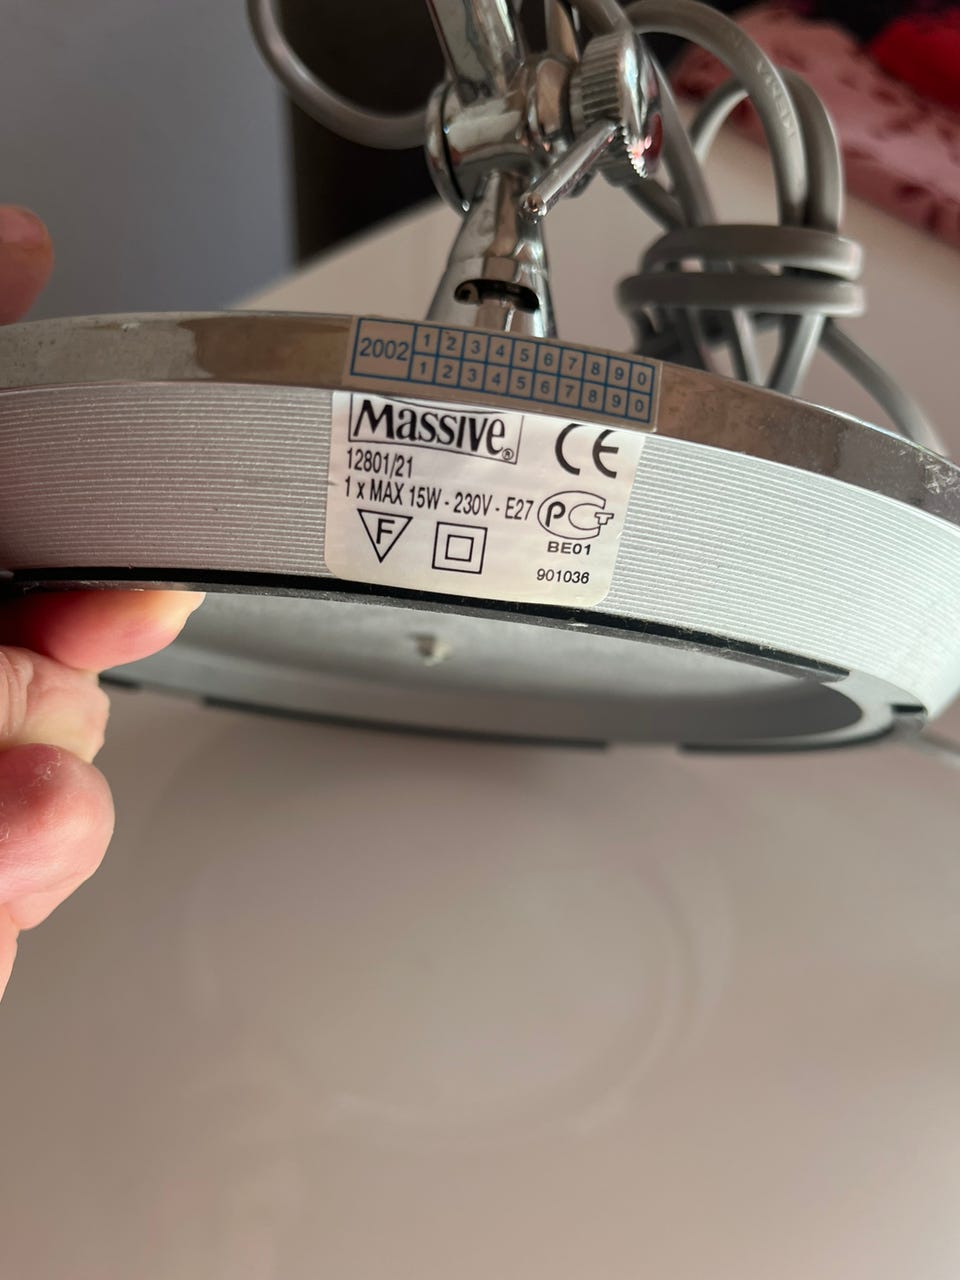 2002 1 2 3 4 5 6 7 8 9 0
1 2 3 4 5 6 7 8 9 0
Massive® CE
12801/21
1 x MAX 15W - 230V - E27
F
PCT
BE01
901036